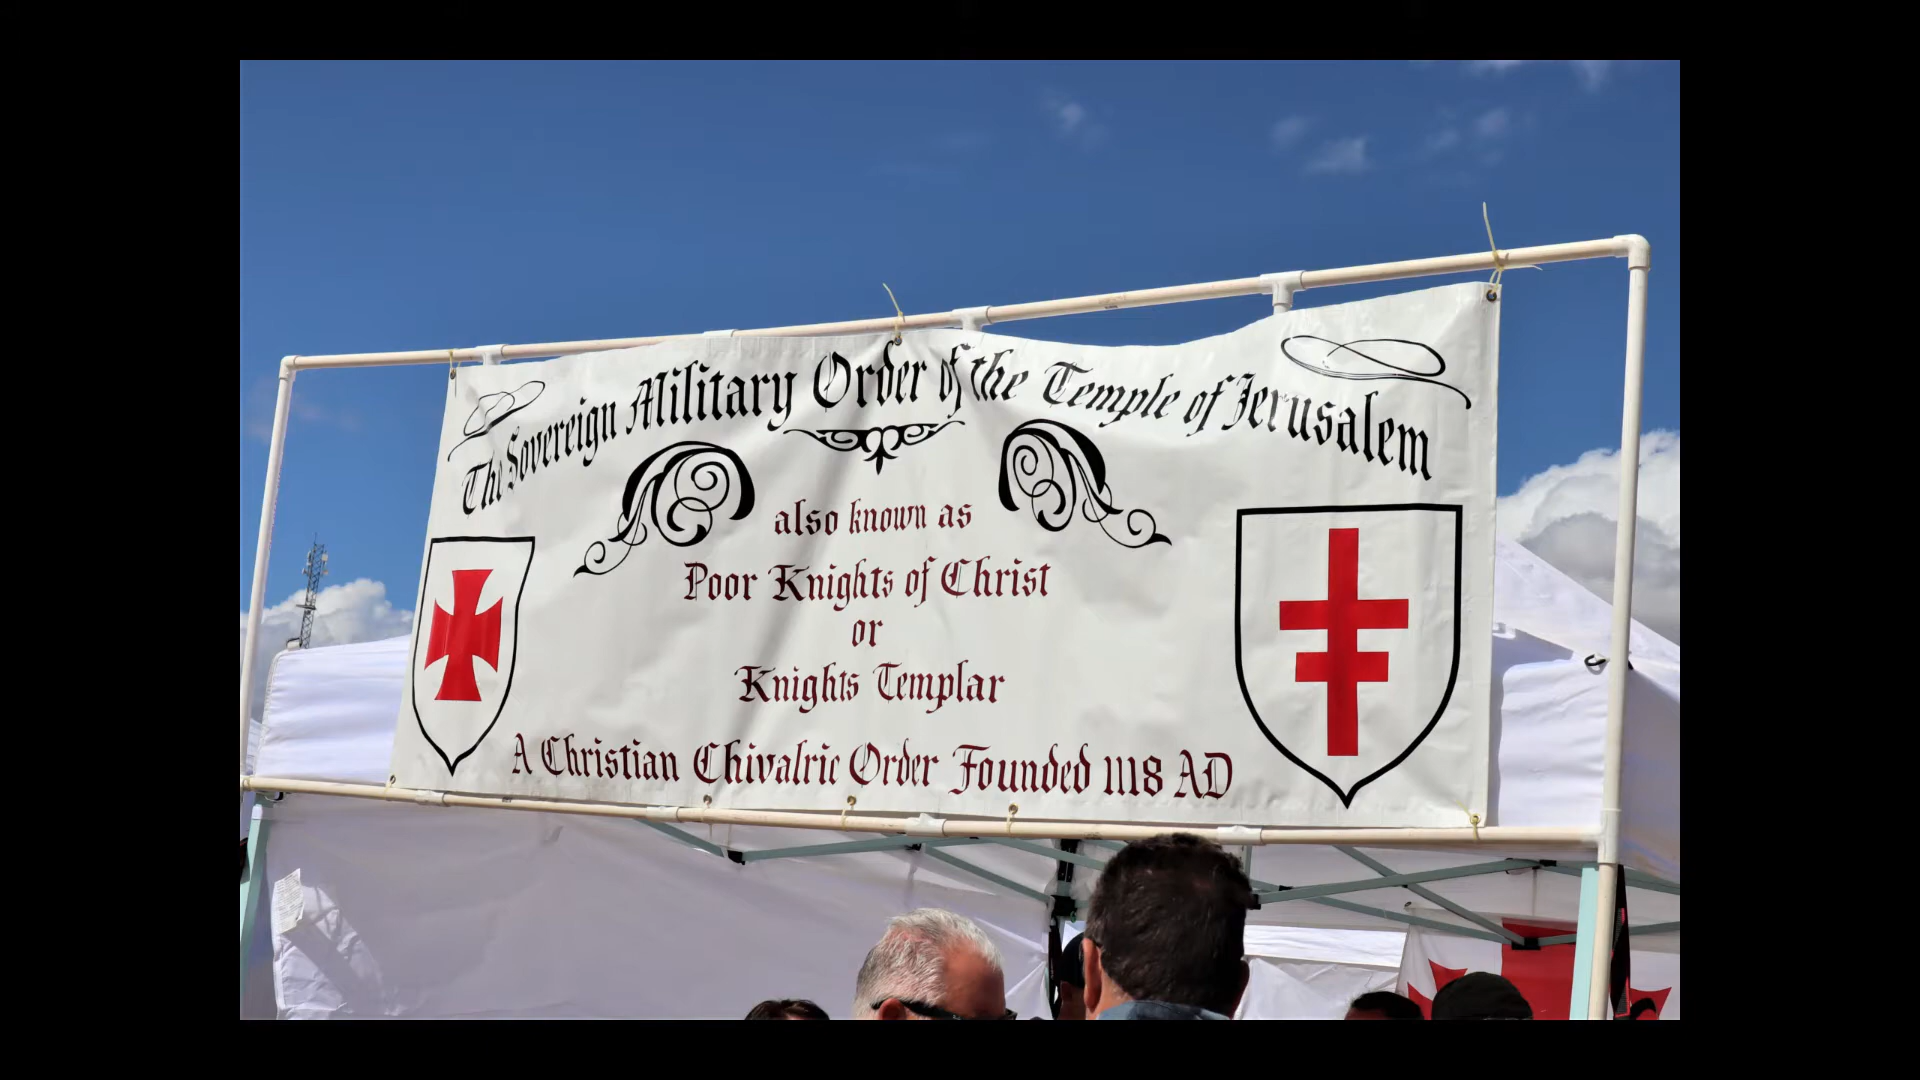 The Sovereign Military Order of the Temple of Jerusalem
also known as
Poor Knights of Christ
or
Knights Templar
A Christian Chivalric Order Founded 1118 AD